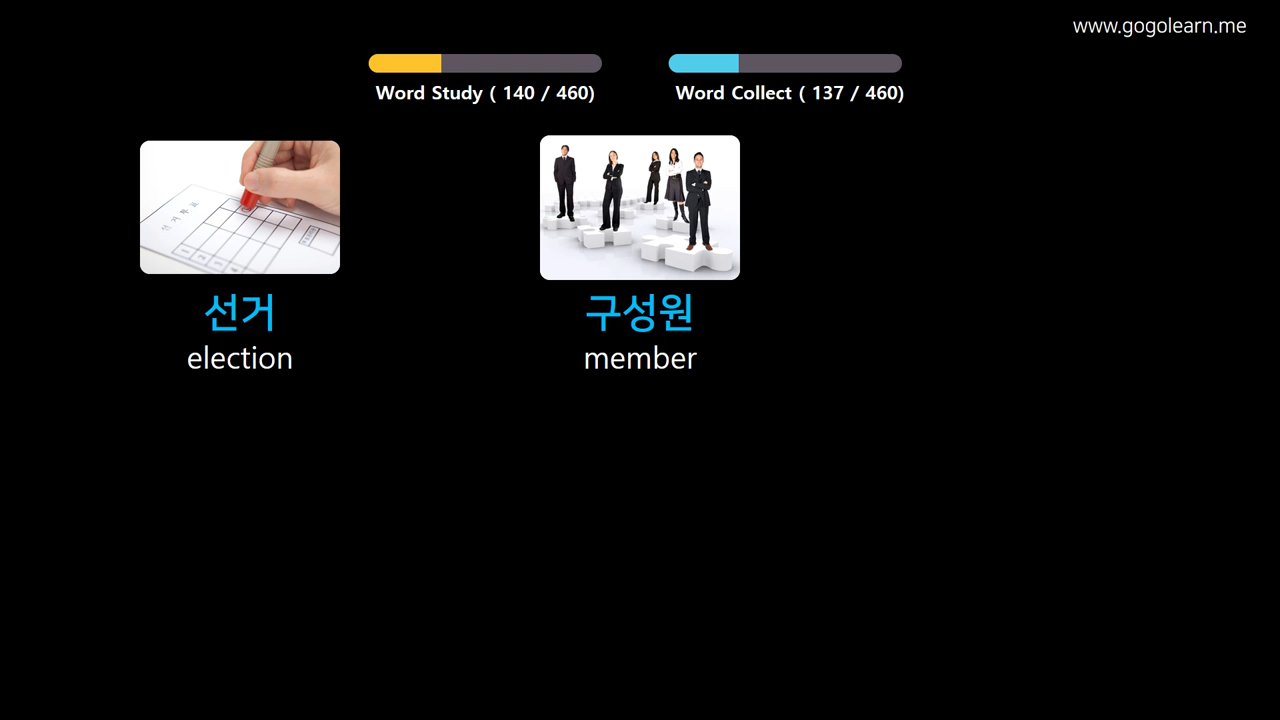 www.gogolearn.me
Word Study ( 140 / 460)
Word Collect ( 137 / 460)
선거
election
구성원
member